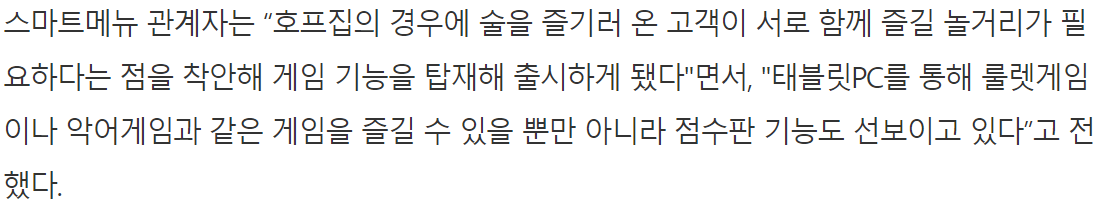 스마트메뉴 관계자는 “호프집의 경우에 술을 즐기러 온 고객이 서로 함께 즐길 놀거리가 필
요하다는 점을 착안해 게임 기능을 탑재해 출시하게 됐다"면서, "태블릿PC를 통해 룰렛게임
이나 악어게임과 같은 게임을 즐길 수 있을 뿐만 아니라 점수판 기능도 선보이고 있다”고 전
했다.